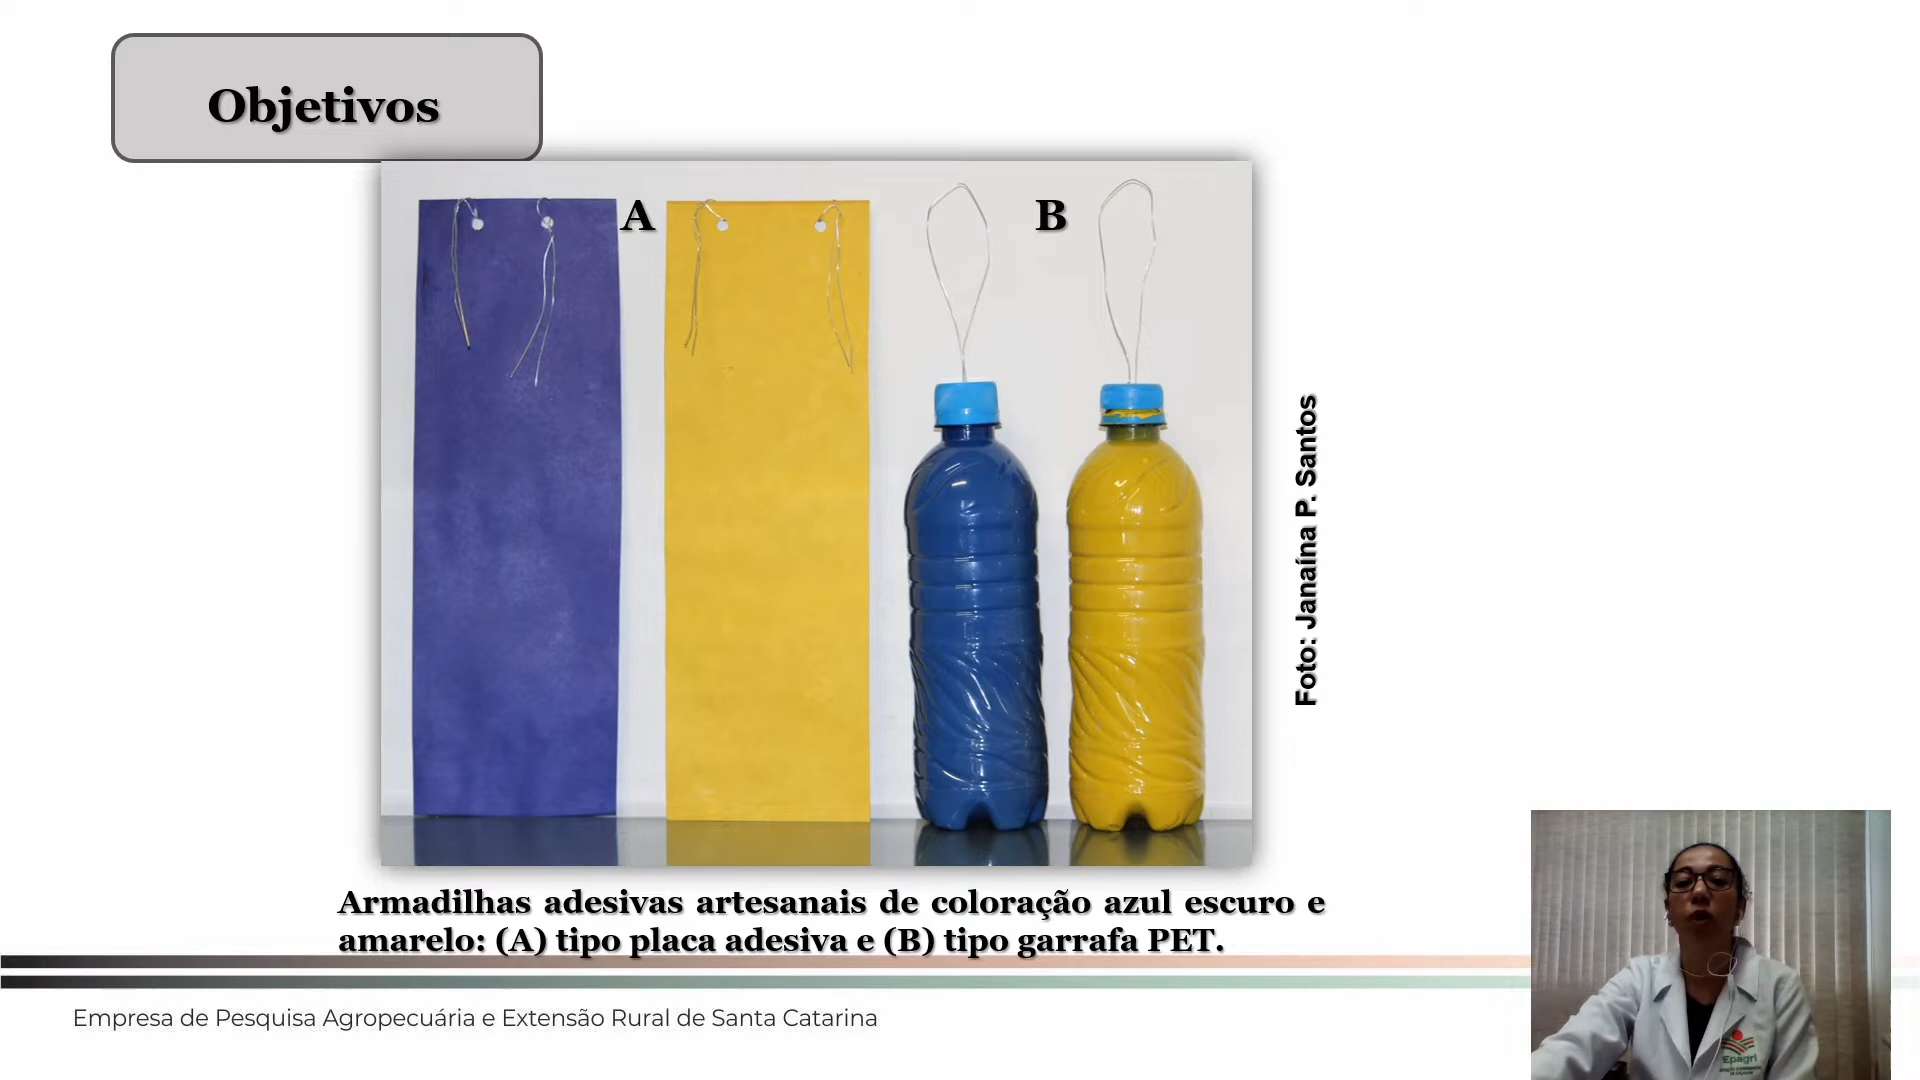 Objetivos
A
B
Foto: Janaína P. Santos
Armadilhas adesivas artesanais de coloração azul escuro e
amarelo: (A) tipo placa adesiva e (B) tipo garrafa PET.
Empresa de Pesquisa Agropecuária e Extensão Rural de Santa Catarina
Epagri